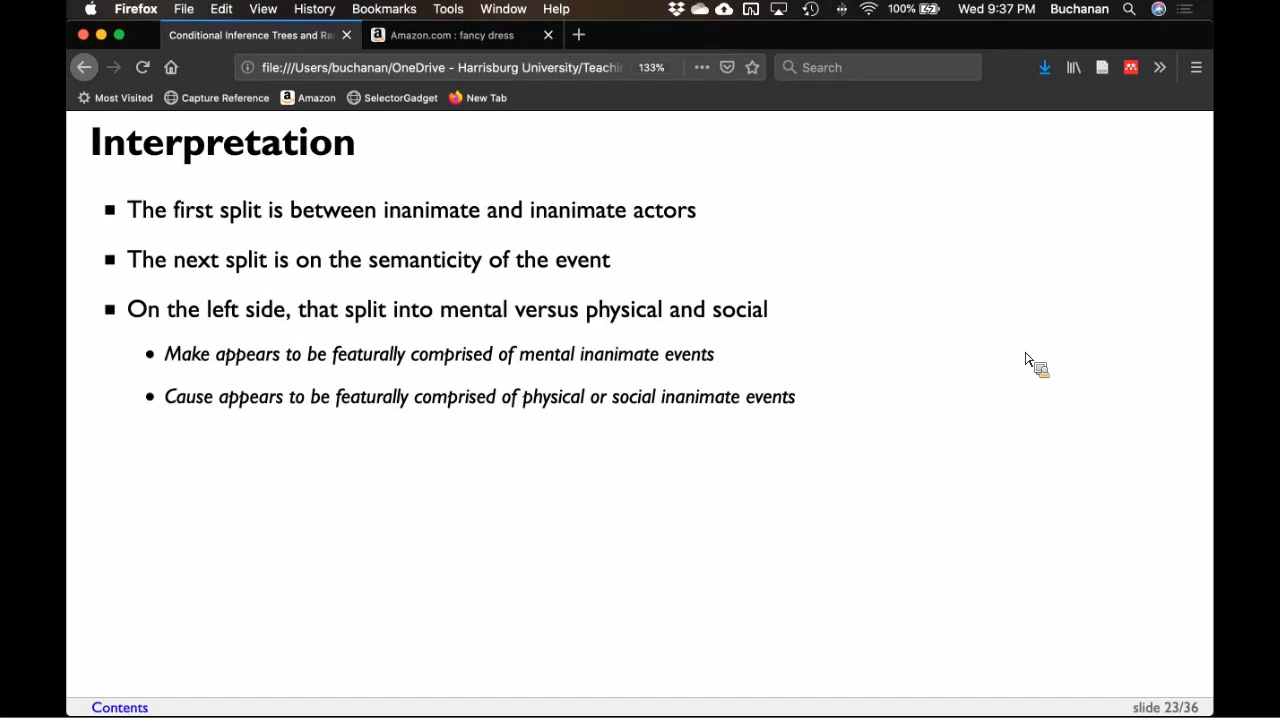 Firefox File Edit View History Bookmarks Tools Window Help 100% Wed 9:37 PM Buchanan
Conditional Inference Trees and Ra Amazon.com : fancy dress
file:///Users/buchanan/OneDrive - Harrisburg University/Teachi 133% Search
Most Visited Capture Reference Amazon SelectorGadget New Tab
Interpretation
The first split is between inanimate and inanimate actors
The next split is on the semanticity of the event
On the left side, that split into mental versus physical and social
Make appears to be featurally comprised of mental inanimate events
Cause appears to be featurally comprised of physical or social inanimate events
Contents slide 23/36